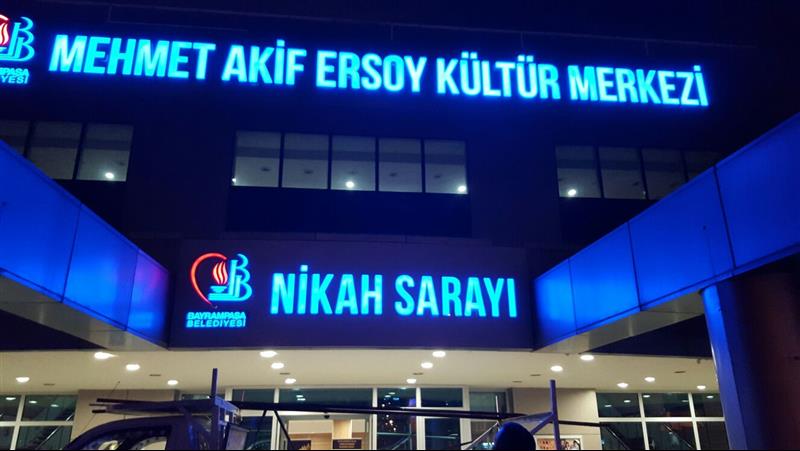 MEHMET AKİF ERSOY KÜLTÜR MERKEZİ
NİKAH SARAYI
BAYRAMPAŞA
BELEDİYESİ